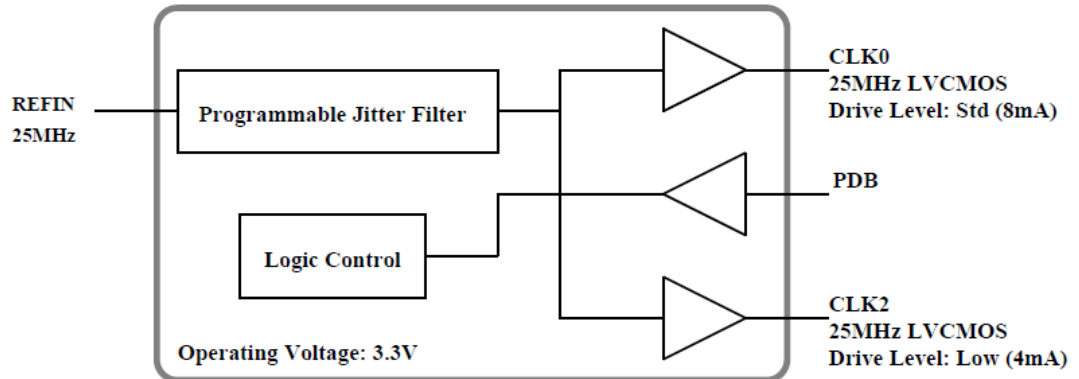 REFIN
25MHz
Programmable Jitter Filter
Logic Control
Operating Voltage: 3.3V
CLK0
25MHz LVCMOS
Drive Level: Std (8mA)
PDB
CLK2
25MHz LVCMOS
Drive Level: Low (4mA)